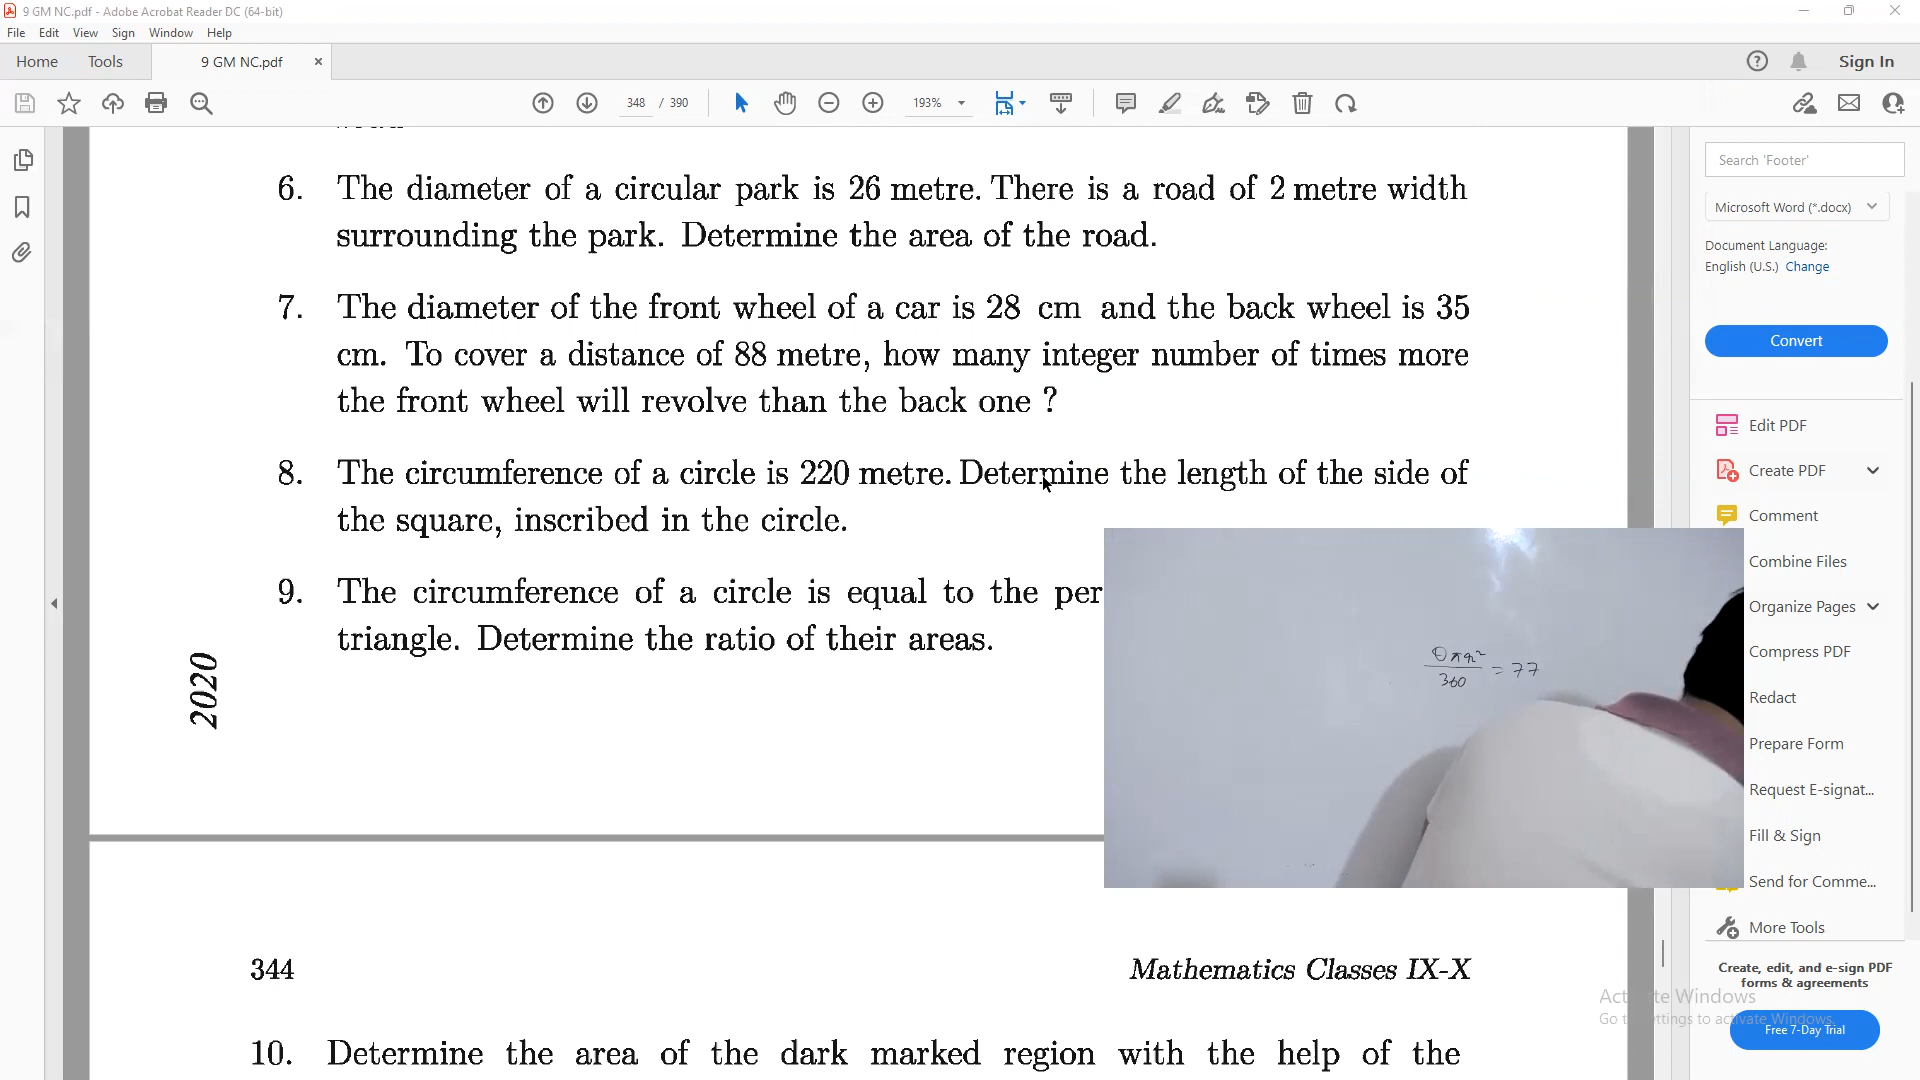 9 GM NC.pdf - Adobe Acrobat Reader DC (64-bit)
File Edit View Sign Window Help
Home Tools 9 GM NC.pdf × Sign In
348 / 390 193%
Search 'Footer'
Microsoft Word (*.docx)
Document Language:
English (U.S.) Change
Convert
Edit PDF
Create PDF
Comment
Combine Files
Organize Pages
Compress PDF
Redact
Prepare Form
Request E-signat...
Fill & Sign
Send for Comme...
More Tools
Create, edit, and e-sign PDF
forms & agreements
Free 7-Day Trial
6. The diameter of a circular park is 26 metre. There is a road of 2 metre width
surrounding the park. Determine the area of the road.
7. The diameter of the front wheel of a car is 28 cm and the back wheel is 35
cm. To cover a distance of 88 metre, how many integer number of times more
the front wheel will revolve than the back one ?
8. The circumference of a circle is 220 metre. Determine the length of the side of
the square, inscribed in the circle.
9. The circumference of a circle is equal to the per
triangle. Determine the ratio of their areas.
2020
θπr²
360
= 77
344 Mathematics Classes IX-X
10. Determine the area of the dark marked region with the help of the